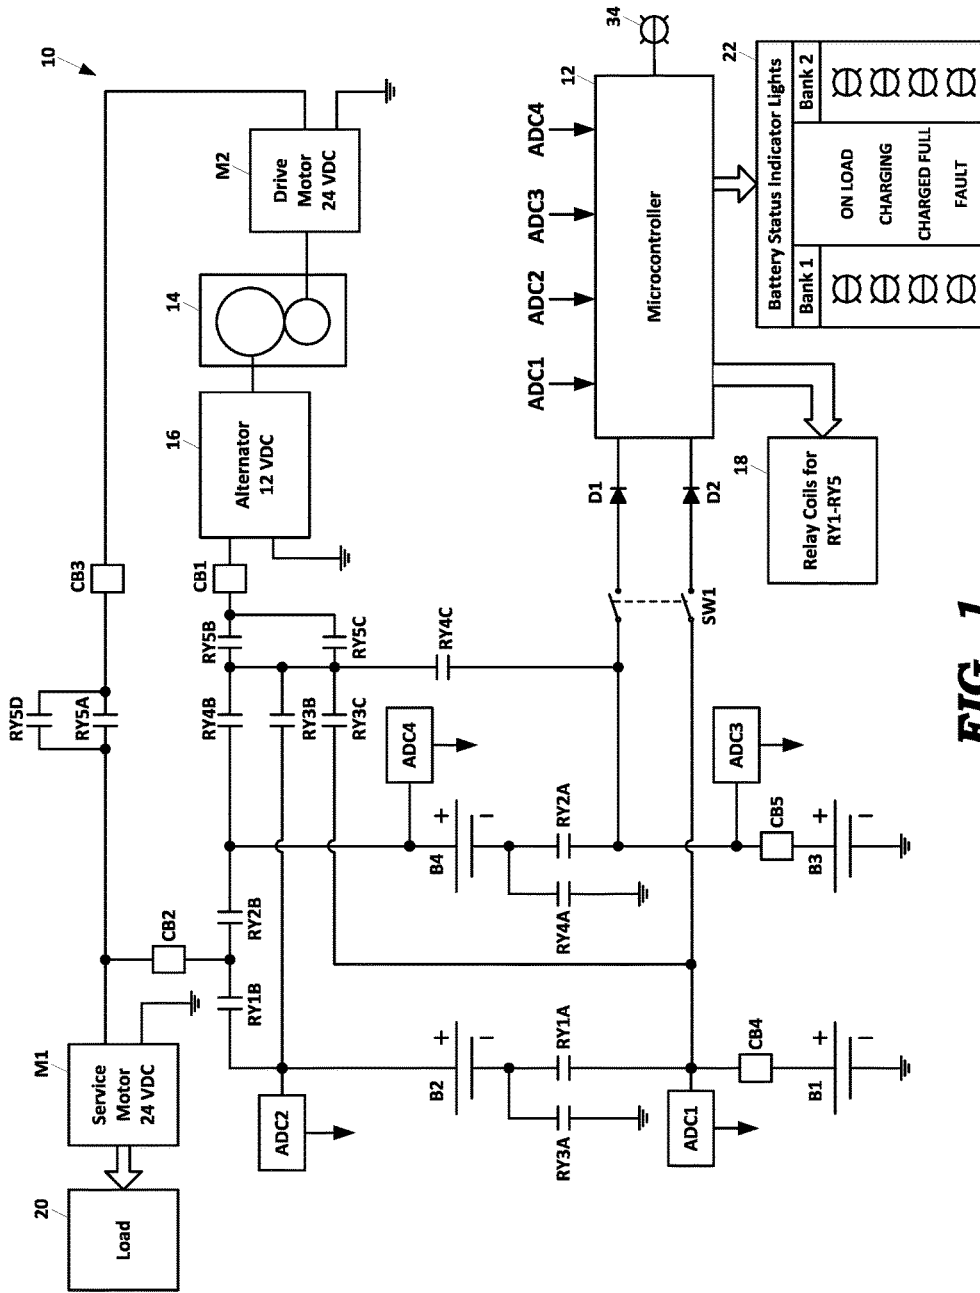 10
Load
20
Service
Motor
24 VDC
M1
CB2
RY5D
RY5A
CB3
Drive
Motor
24 VDC
M2
14
Alternator
12 VDC
16
CB1
RY5B
RY5C
RY4B
RY3B
RY3C
RY4C
RY2B
RY1B
ADC2
ADC4
B2
+
−
B4
+
−
RY3A
RY1A
RY4A
RY2A
ADC1
ADC3
CB4
CB5
B1
+
−
B3
+
−
SW1
D1
D2
ADC1
ADC2
ADC3
ADC4
Microcontroller
12
34
Relay Coils for
RY1-RY5
18
22
Battery Status Indicator Lights
Bank 1
Bank 2
ON LOAD
CHARGING
CHARGED FULL
FAULT
FIG. 1